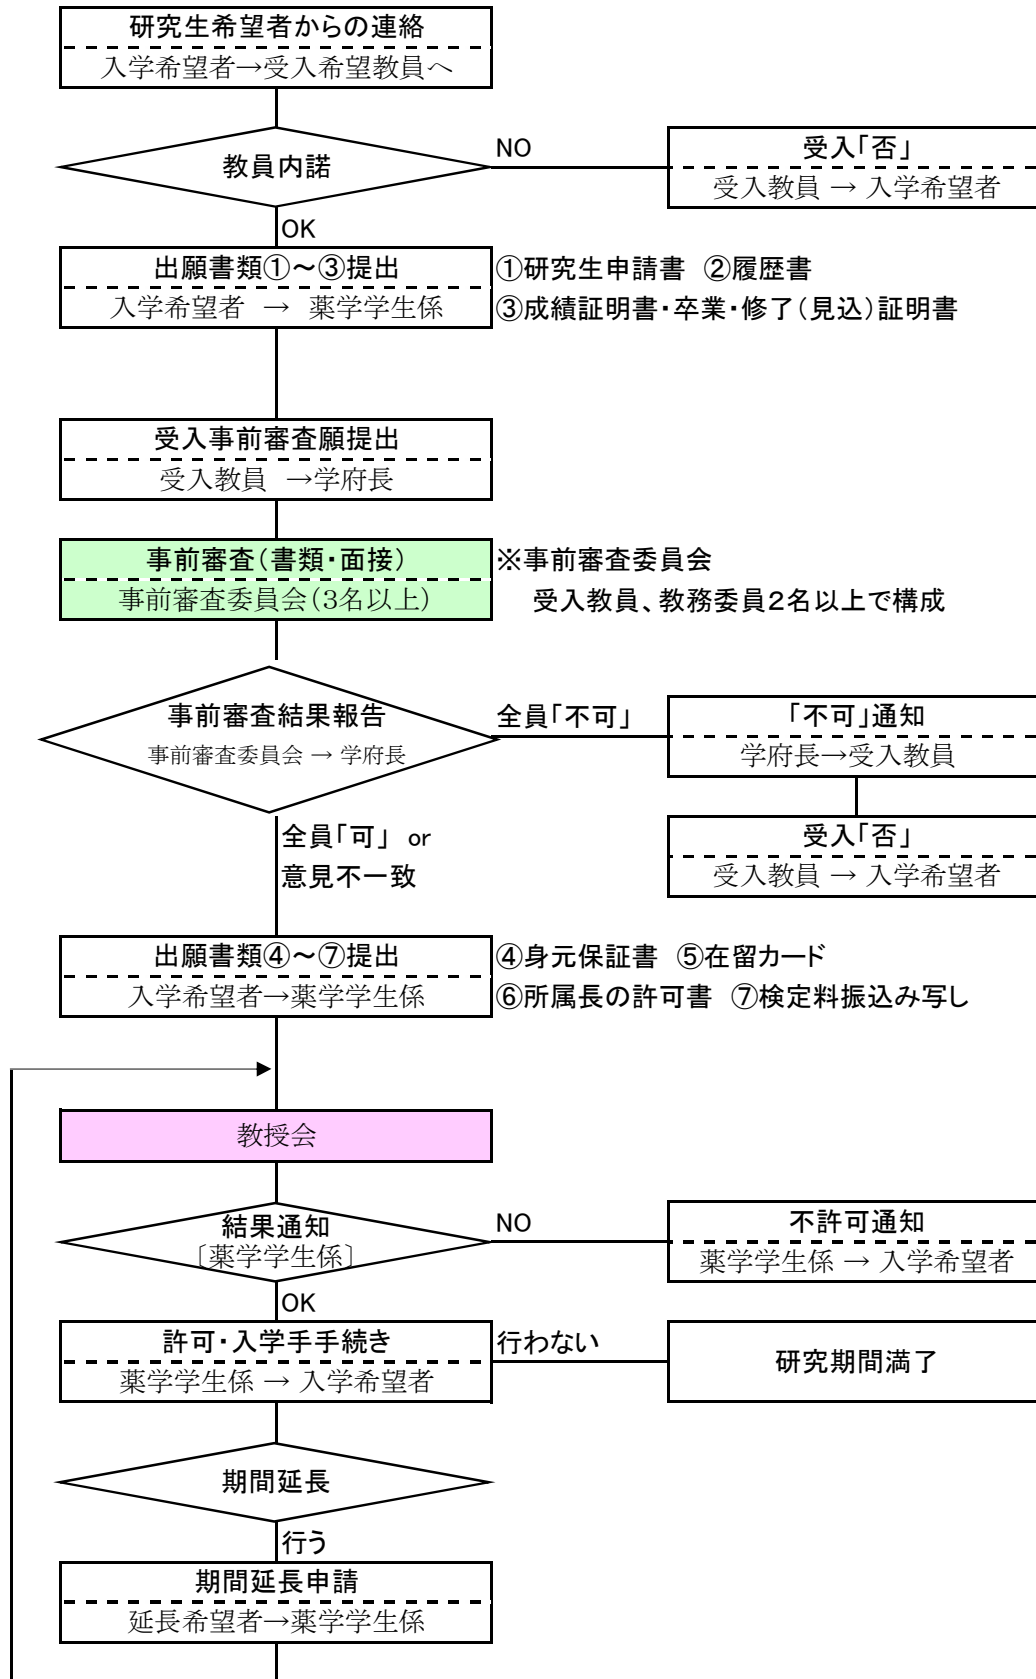 研究生希望者からの連絡
入学希望者→受入希望教員へ
教員内諾
NO
受入「否」
受入教員 → 入学希望者
OK
出願書類①～③提出
入学希望者 → 薬学学生係
①研究生申請書 ②履歴書
③成績証明書・卒業・修了（見込）証明書
受入事前審査願提出
受入教員 →学府長
事前審査（書類・面接）
事前審査委員会（3名以上）
※事前審査委員会
受入教員、教務委員２名以上で構成
事前審査結果報告
事前審査委員会 → 学府長
全員「不可」
「不可」通知
学府長→受入教員
受入「否」
受入教員 → 入学希望者
全員「可」 or
意見不一致
出願書類④～⑦提出
入学希望者→薬学学生係
④身元保証書 ⑤在留カード
⑥所属長の許可書 ⑦検定料振込み写し
教授会
結果通知
〔薬学学生係〕
NO
不許可通知
薬学学生係 → 入学希望者
OK
許可・入学手手続き
薬学学生係 → 入学希望者
行わない
研究期間満了
期間延長
行う
期間延長申請
延長希望者→薬学学生係